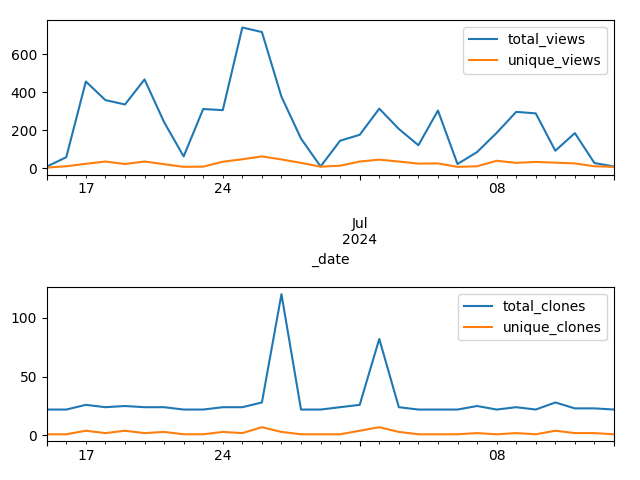 600
400
200
0
total_views
unique_views
17
24
08
Jul
2024
_date
100
50
0
total_clones
unique_clones
17
24
08